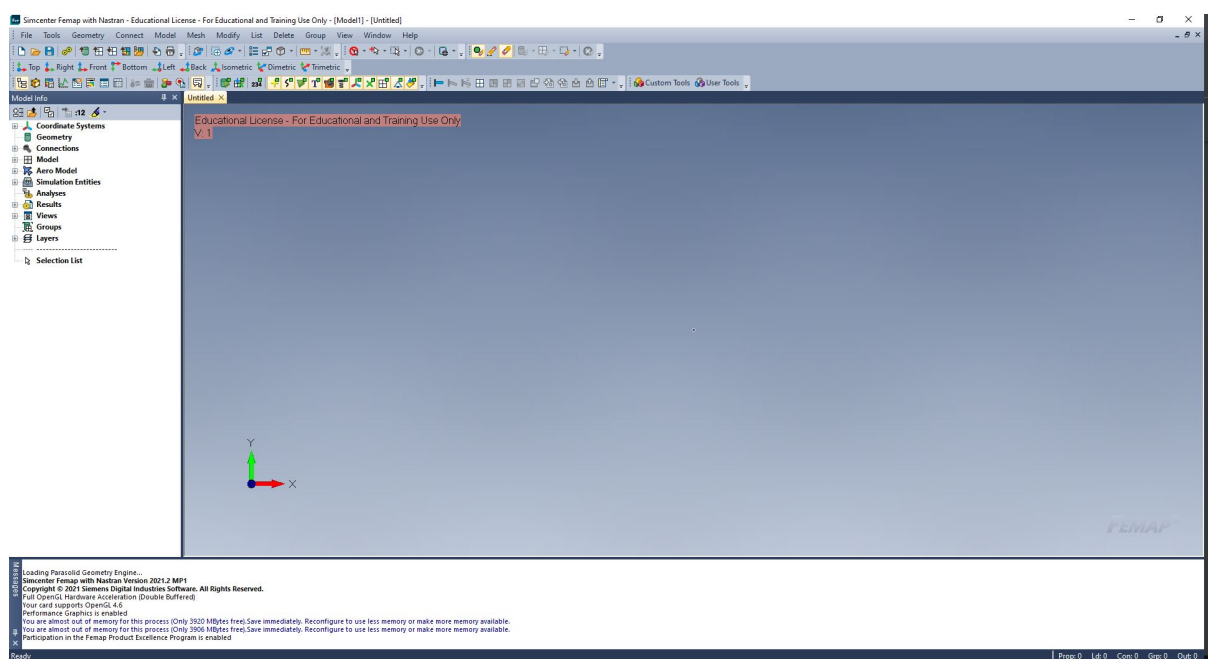 Simcenter Femap with Nastran - Educational License - For Educational and Training Use Only - [Model1] - [Untitled]
File Tools Geometry Connect Model Mesh Modify List Delete Group View Window Help
Top Right Front Bottom Left Back Isometric Dimetric Trimetric
234 Custom Tools User Tools
Model Info
Untitled
:12
Coordinate Systems
Geometry
Connections
Model
Aero Model
Simulation Entities
Analyses
Results
Views
Groups
Layers
Selection List
Educational License - For Educational and Training Use Only
V: 1
Y
X
FEMAP
Messages
Loading Parasolid Geometry Engine...
Simcenter Femap with Nastran Version 2021.2 MP1
Copyright © 2021 Siemens Digital Industries Software. All Rights Reserved.
Full OpenGL Hardware Acceleration (Double Buffered)
Your card supports OpenGL 4.6
Performance Graphics is enabled
You are almost out of memory for this process (Only 3920 MBytes free).Save immediately. Reconfigure to use less memory or make more memory available.
You are almost out of memory for this process (Only 3906 MBytes free).Save immediately. Reconfigure to use less memory or make more memory available.
Participation in the Femap Product Excellence Program is enabled
Ready
Prop: 0 Ld: 0 Con: 0 Grp: 0 Out: 0